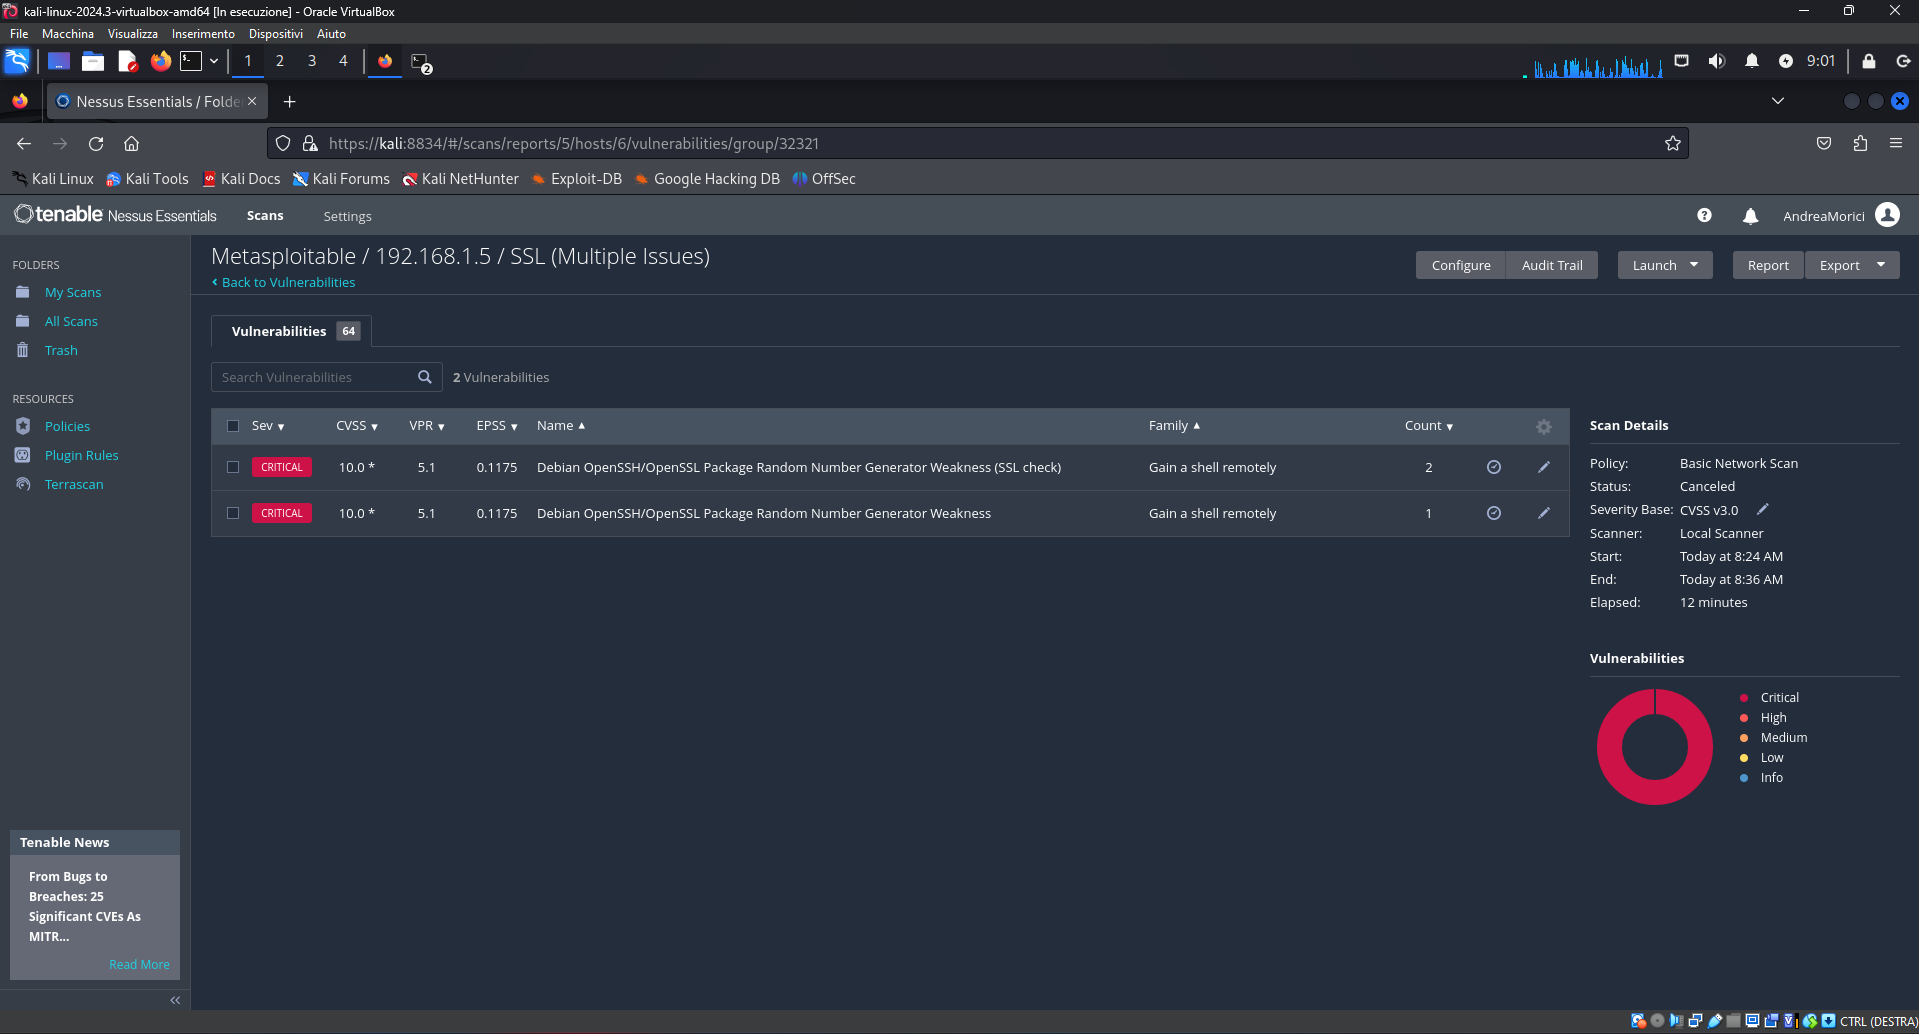 kali-linux-2024.3-virtualbox-amd64 [In esecuzione] - Oracle VirtualBox
File Macchina Visualizza Inserimento Dispositivi Aiuto
1 2 3 4 2 9:01
Nessus Essentials / Folde
https://kali:8834/#/scans/reports/5/hosts/6/vulnerabilities/group/32321
Kali Linux Kali Tools Kali Docs Kali Forums Kali NetHunter Exploit-DB Google Hacking DB OffSec
tenable Nessus Essentials Scans Settings AndreaMorici
FOLDERS
My Scans
All Scans
Trash
RESOURCES
Policies
Plugin Rules
Terrascan
Tenable News
From Bugs to
Breaches: 25
Significant CVEs As
MITR...
Read More
Metasploitable / 192.168.1.5 / SSL (Multiple Issues)
Back to Vulnerabilities
Configure Audit Trail Launch Report Export
Vulnerabilities 64
Search Vulnerabilities 2 Vulnerabilities
Sev CVSS VPR EPSS Name Family Count
CRITICAL 10.0 * 5.1 0.1175 Debian OpenSSH/OpenSSL Package Random Number Generator Weakness (SSL check) Gain a shell remotely 2
CRITICAL 10.0 * 5.1 0.1175 Debian OpenSSH/OpenSSL Package Random Number Generator Weakness Gain a shell remotely 1
Scan Details
Policy: Basic Network Scan
Status: Canceled
Severity Base: CVSS v3.0
Scanner: Local Scanner
Start: Today at 8:24 AM
End: Today at 8:36 AM
Elapsed: 12 minutes
Vulnerabilities
Critical
High
Medium
Low
Info
CTRL (DESTRA)